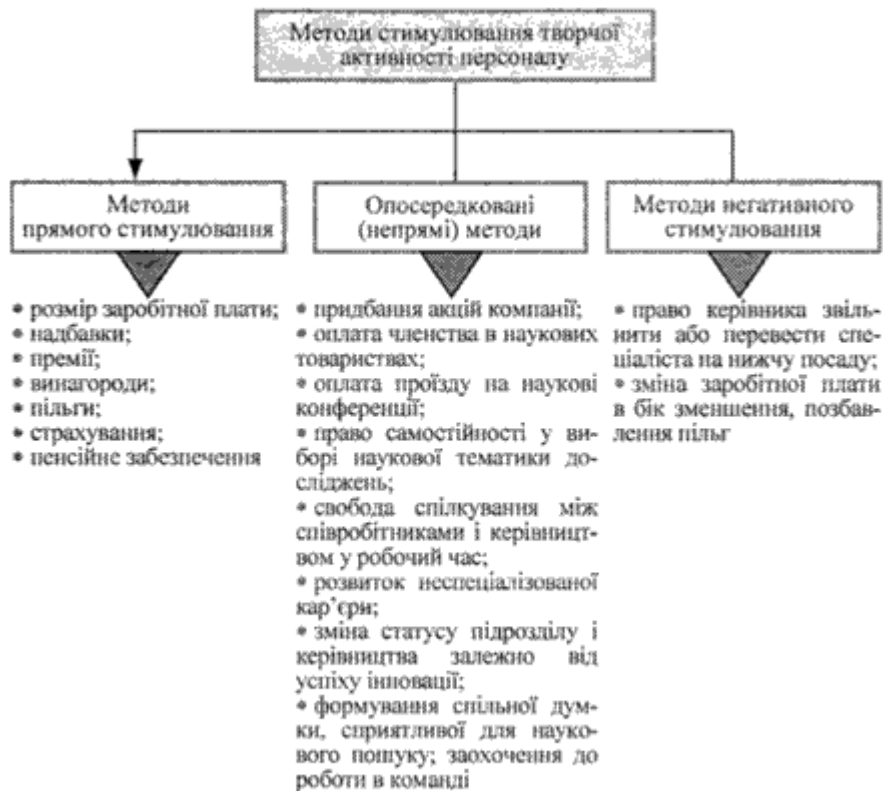 Методи стимулювання творчої
активності персоналу
Методи
прямого стимулювання
• розмір заробітної плати;
• надбавки;
• премії;
• винагороди;
• пільги;
• страхування;
• пенсійне забезпечення
Опосередковані
(непрямі) методи
• придбання акцій компанії;
• оплата членства в наукових
товариствах;
• оплата проїзду на наукові
конференції;
• право самостійності у ви-
борі наукової тематики до-
сліджень;
• свобода спілкування між
співробітниками і керівницт-
вом у робочий час;
• розвиток неспеціалізованої
кар’єри;
• зміна статусу підрозділу і
керівництва залежно від
успіху інновації;
• формування спільної дум-
ки, сприятливої для науко-
вого пошуку; заохочення до
роботи в команді
Методи негативного
стимулювання
• право керівника звіль-
нити або перевести спе-
ціаліста на нижчу посаду;
• зміна заробітної плати
в бік зменшення, позбав-
лення пільг